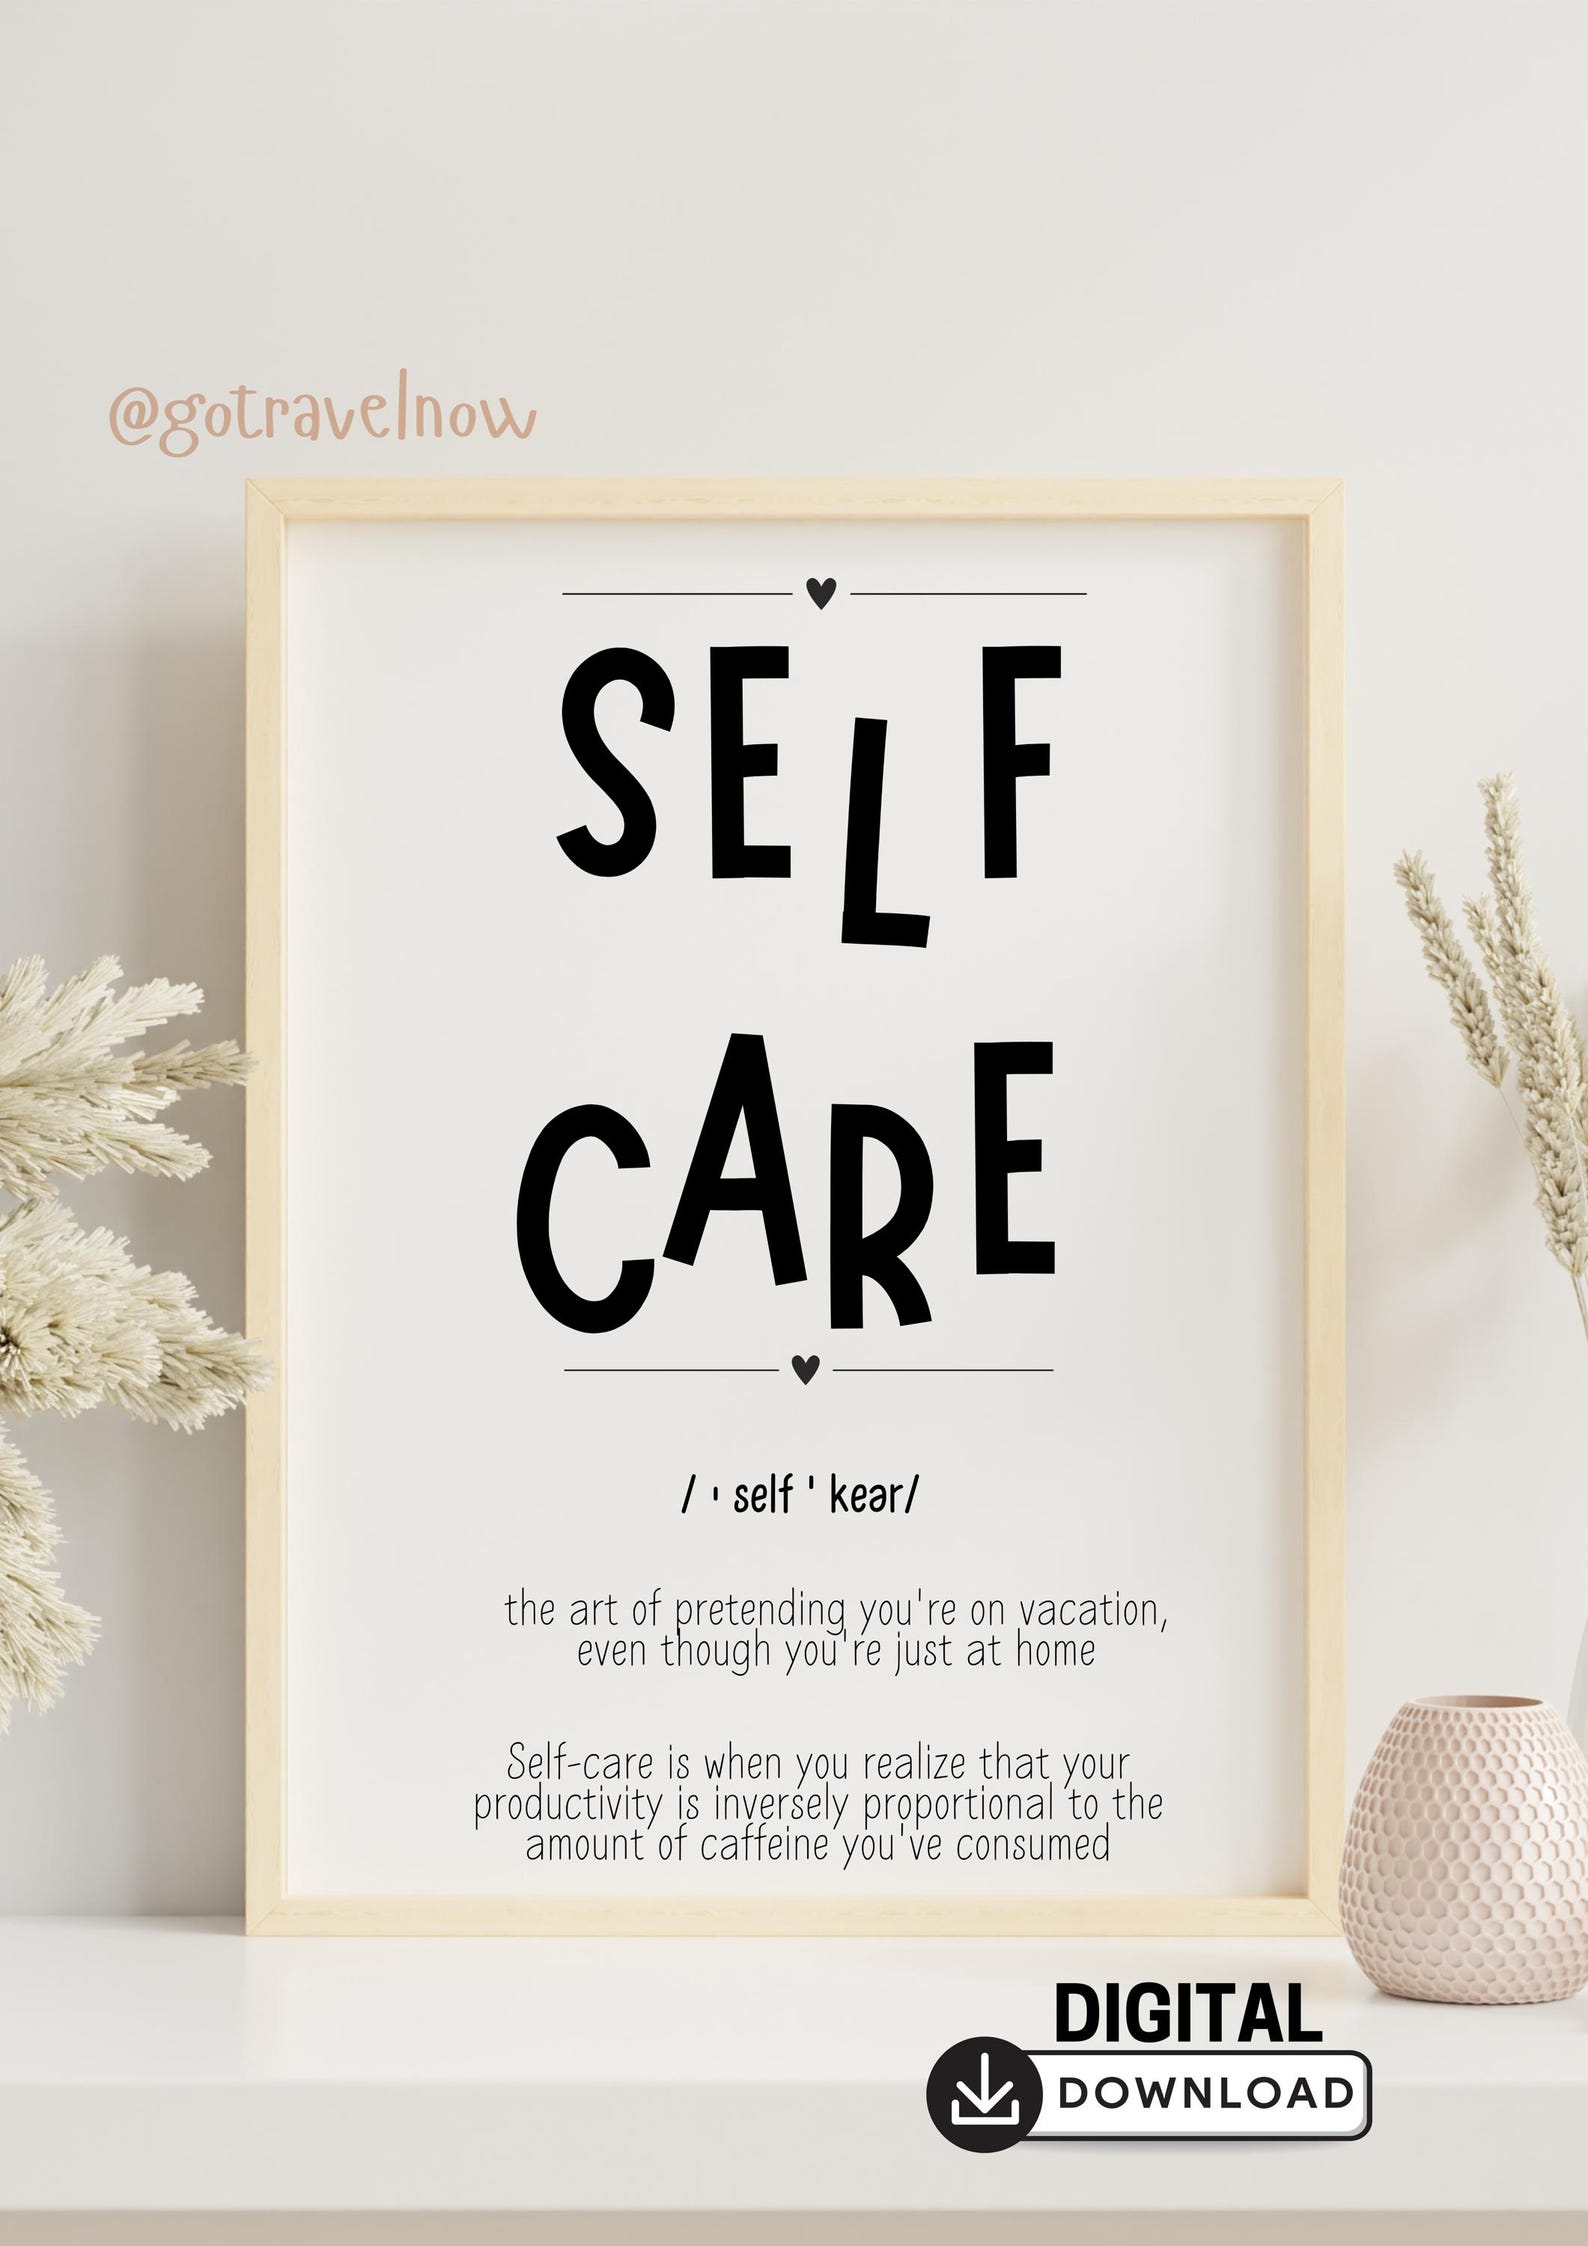 @gotravelnow
SELF
CARE
/ ' self ' kear/
the art of pretending you're on vacation,
even though you're just at home
Self-care is when you realize that your
productivity is inversely proportional to the
amount of caffeine you've consumed
DIGITAL
DOWNLOAD